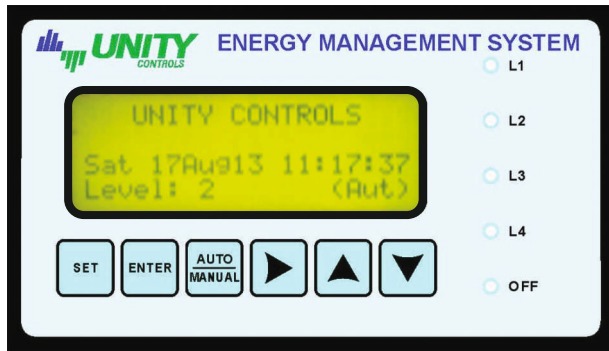 UNITY
CONTROLS
ENERGY MANAGEMENT SYSTEM
UNITY CONTROLS
Sat 17Aug13 11:17:37
Level: 2 (Aut)
L1
L2
L3
L4
OFF
SET
ENTER
AUTO
MANUAL